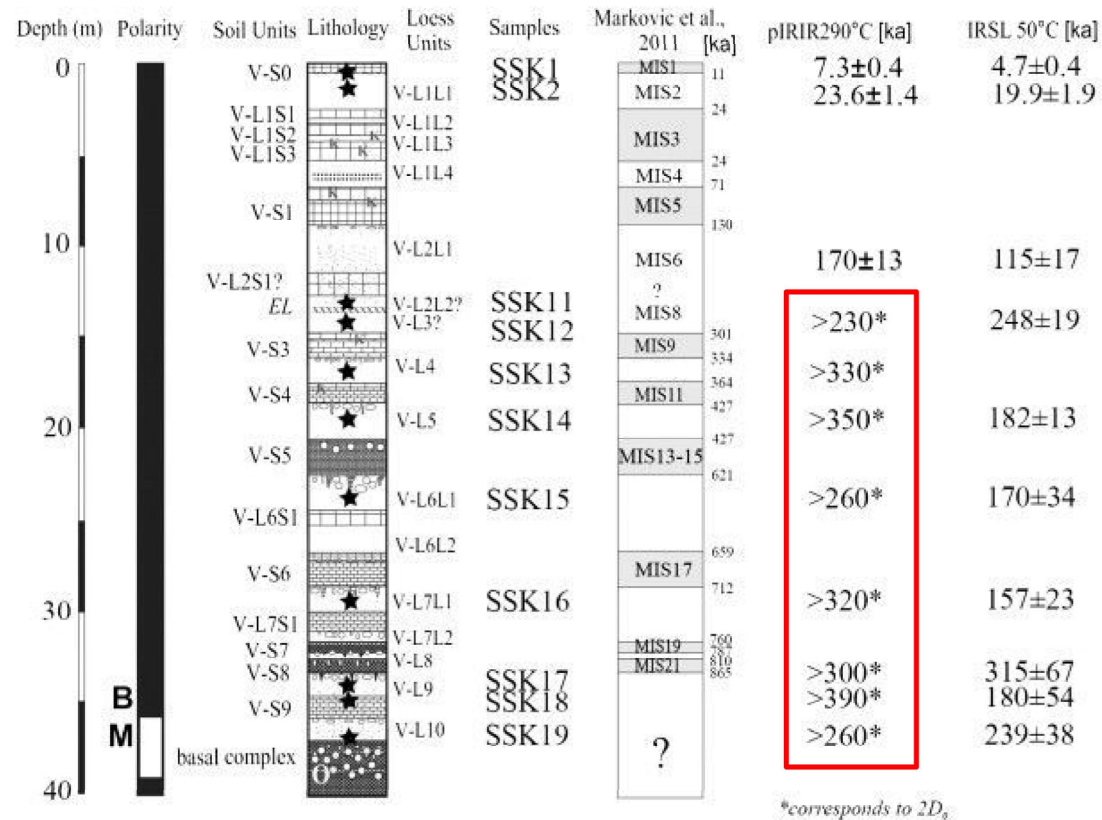 Depth (m) Polarity Soil Units Lithology Loess Units Samples Markovic et al., 2011 [ka] pIRIR290°C [ka] IRSL 50°C [ka]
0 V-S0 SSK1 MIS1 7.3±0.4 4.7±0.4
11
V-L1L1 SSK2 MIS2 23.6±1.4 19.9±1.9
24
V-L1S1
V-L1L2
V-L1S2 K MIS3
V-L1L3
V-L1S3 K K
24
V-L1L4 MIS4
71
K
V-S1 K MIS5
130
10 V-L2L1
MIS6 170±13 115±17
V-L2S1?
?
EL V-L2L2? SSK11 MIS8
V-L3? SSK12 >230* 248±19
301
V-S3 K MIS9
334
V-L4 SSK13 >330*
364
V-S4 K MIS11
427
20 V-L5 SSK14 >350* 182±13
427
V-S5 MIS13-15
621
V-L6L1 SSK15 >260* 170±34
V-L6S1
V-L6L2
659
V-S6 MIS17
712
30 V-L7L1 SSK16 >320* 157±23
V-L7S1
V-L7L2 760
V-S7 MIS19
V-L8 MIS21 810
V-S8 865
SSK17 >300* 315±67
B V-L9
V-S9 SSK18 >390* 180±54
M V-L10 SSK19 >260* 239±38
basal complex ?
0
40
*corresponds to 2D₀